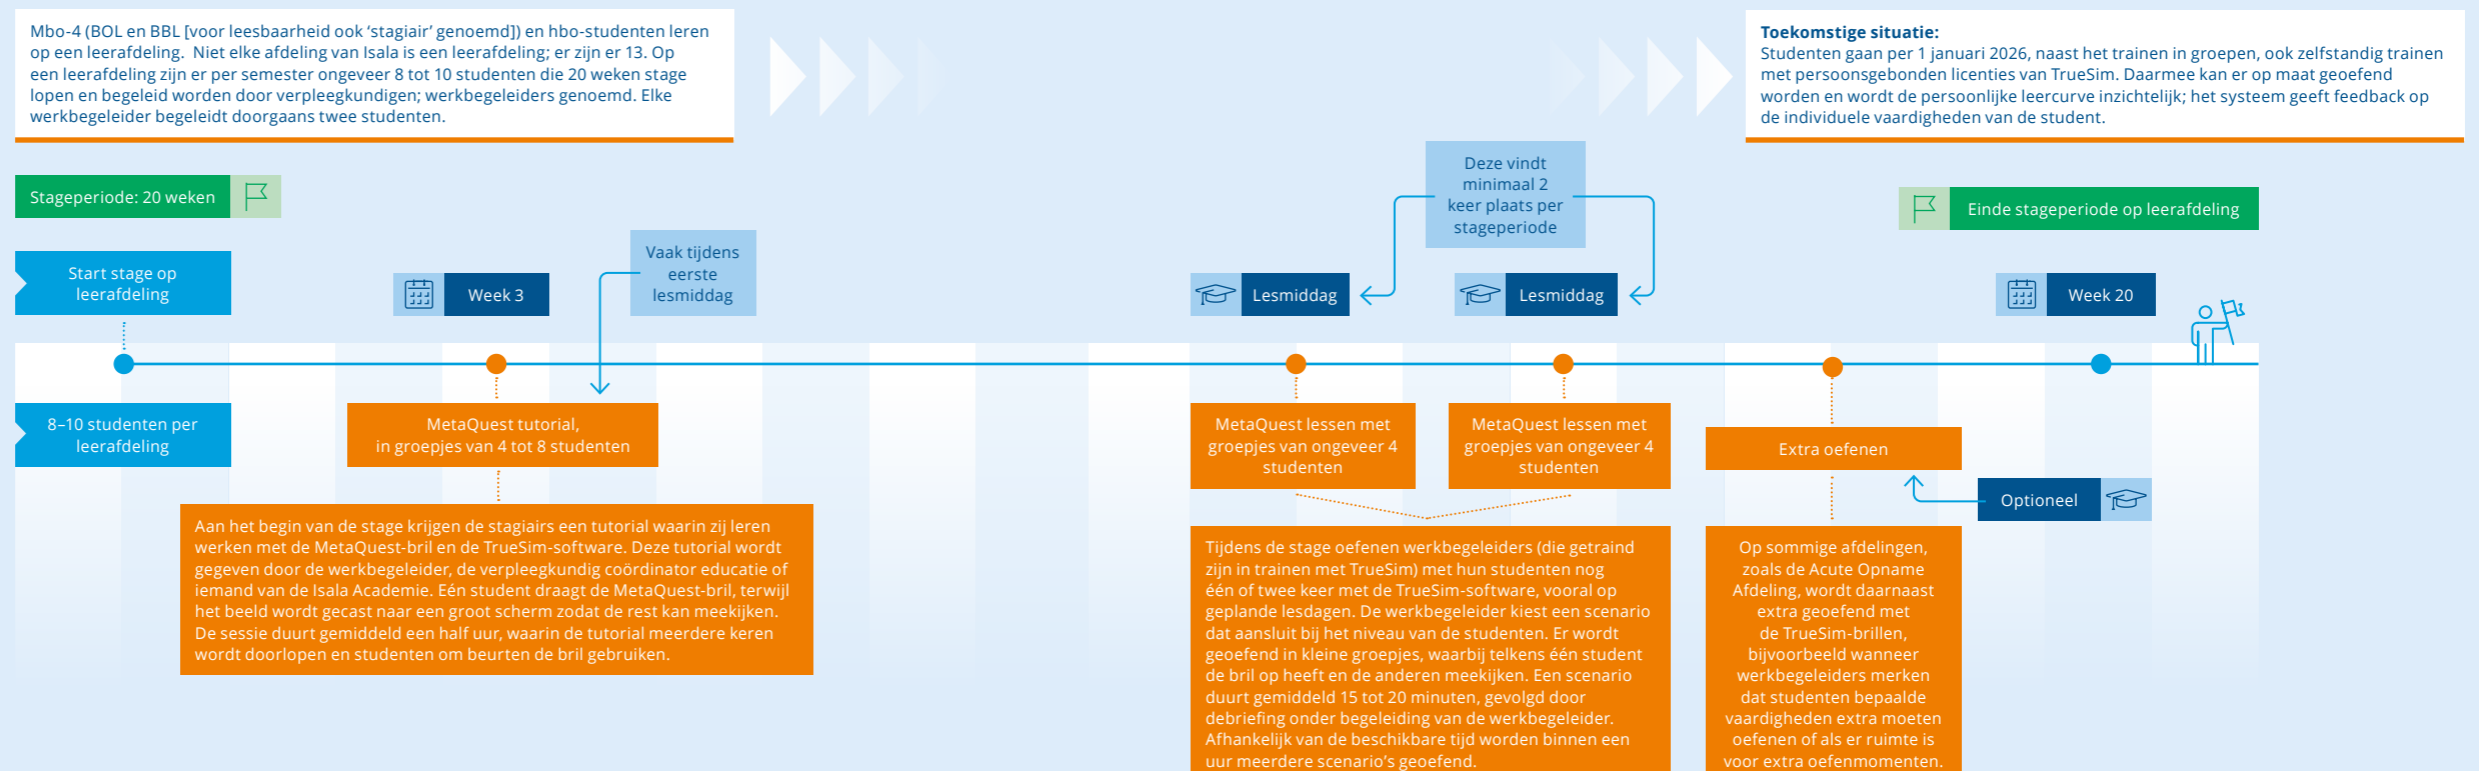 Mbo-4 (BOL en BBL [voor leesbaarheid ook ‘stagiair’ genoemd]) en hbo-studenten leren
op een leerafdeling. Niet elke afdeling van Isala is een leerafdeling; er zijn er 13. Op
een leerafdeling zijn er per semester ongeveer 8 tot 10 studenten die 20 weken stage
lopen en begeleid worden door verpleegkundigen; werkbegeleiders genoemd. Elke
werkbegeleider begeleidt doorgaans twee studenten.
Toekomstige situatie:
Studenten gaan per 1 januari 2026, naast het trainen in groepen, ook zelfstandig trainen
met persoonsgebonden licenties van TrueSim. Daarmee kan er op maat geoefend
worden en wordt de persoonlijke leercurve inzichtelijk; het systeem geeft feedback op
de individuele vaardigheden van de student.
Deze vindt
minimaal 2
keer plaats per
stageperiode
Stageperiode: 20 weken
Einde stageperiode op leerafdeling
Start stage op
leerafdeling
Week 3
Vaak tijdens
eerste
lesmiddag
Lesmiddag
Lesmiddag
Week 20
8–10 studenten per
leerafdeling
MetaQuest tutorial,
in groepjes van 4 tot 8 studenten
MetaQuest lessen met
groepjes van ongeveer 4
studenten
MetaQuest lessen met
groepjes van ongeveer 4
studenten
Extra oefenen
Optioneel
Aan het begin van de stage krijgen de stagiairs een tutorial waarin zij leren
werken met de MetaQuest-bril en de TrueSim-software. Deze tutorial wordt
gegeven door de werkbegeleider, de verpleegkundig coördinator educatie of
iemand van de Isala Academie. Eén student draagt de MetaQuest-bril, terwijl
het beeld wordt gecast naar een groot scherm zodat de rest kan meekijken.
De sessie duurt gemiddeld een half uur, waarin de tutorial meerdere keren
wordt doorlopen en studenten om beurten de bril gebruiken.
Tijdens de stage oefenen werkbegeleiders (die getraind
zijn in trainen met TrueSim) met hun studenten nog
één of twee keer met de TrueSim-software, vooral op
geplande lesdagen. De werkbegeleider kiest een scenario
dat aansluit bij het niveau van de studenten. Er wordt
geoefend in kleine groepjes, waarbij telkens één student
de bril op heeft en de anderen meekijken. Een scenario
duurt gemiddeld 15 tot 20 minuten, gevolgd door
debriefing onder begeleiding van de werkbegeleider.
Afhankelijk van de beschikbare tijd worden binnen een
uur meerdere scenario’s geoefend.
Op sommige afdelingen,
zoals de Acute Opname
Afdeling, wordt daarnaast
extra geoefend met
de TrueSim-brillen,
bijvoorbeeld wanneer
werkbegeleiders merken
dat studenten bepaalde
vaardigheden extra moeten
oefenen of als er ruimte is
voor extra oefenmomenten.